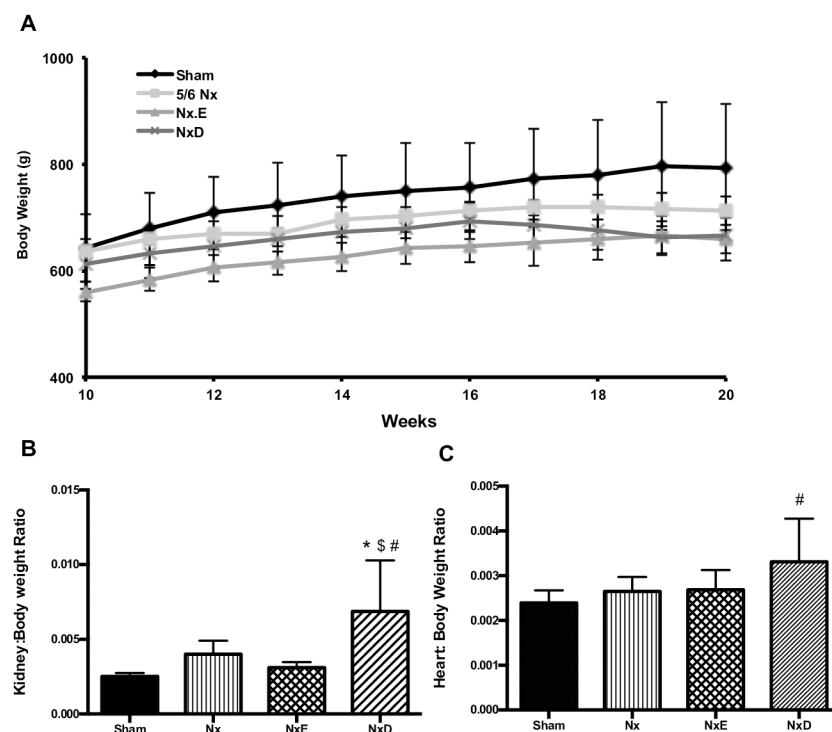 A
1000
800
600
400
Body Weight (g)
Sham
5/6 Nx
Nx.E
NxD
10
12
14
16
18
20
Weeks
B
Kidney:Body weight Ratio
0.015
0.010
0.005
0.000
* $ #
Sham Nx NxE NxD
C
Heart: Body Weight Ratio
0.005
0.004
0.003
0.002
0.001
0.000
#
Sham Nx NxE NxD